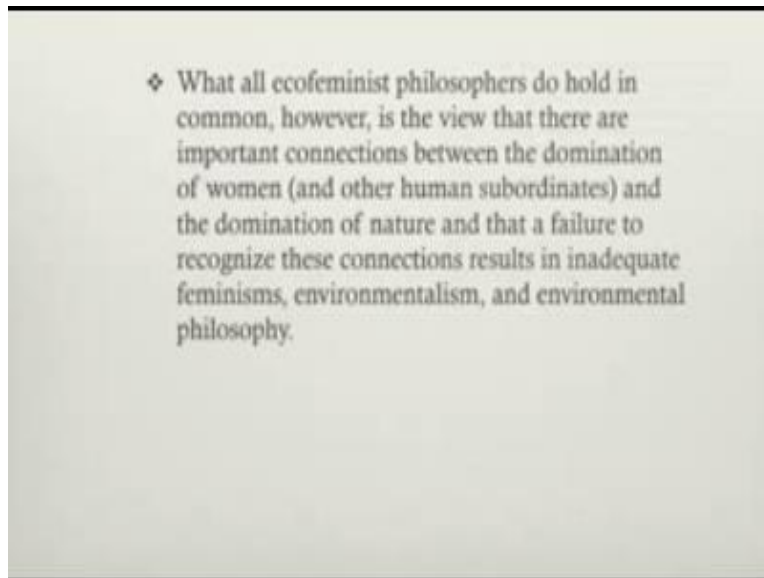 ❖ What all ecofeminist philosophers do hold in
common, however, is the view that there are
important connections between the domination
of women (and other human subordinates) and
the domination of nature and that a failure to
recognize these connections results in inadequate
feminisms, environmentalism, and environmental
philosophy.